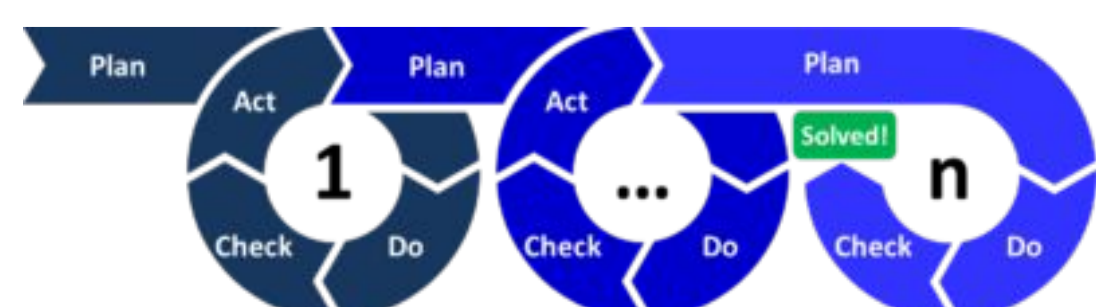 Plan
Act
1
Check
Do
Plan
Act
...
Check
Do
Plan
Solved!
n
Check
Do